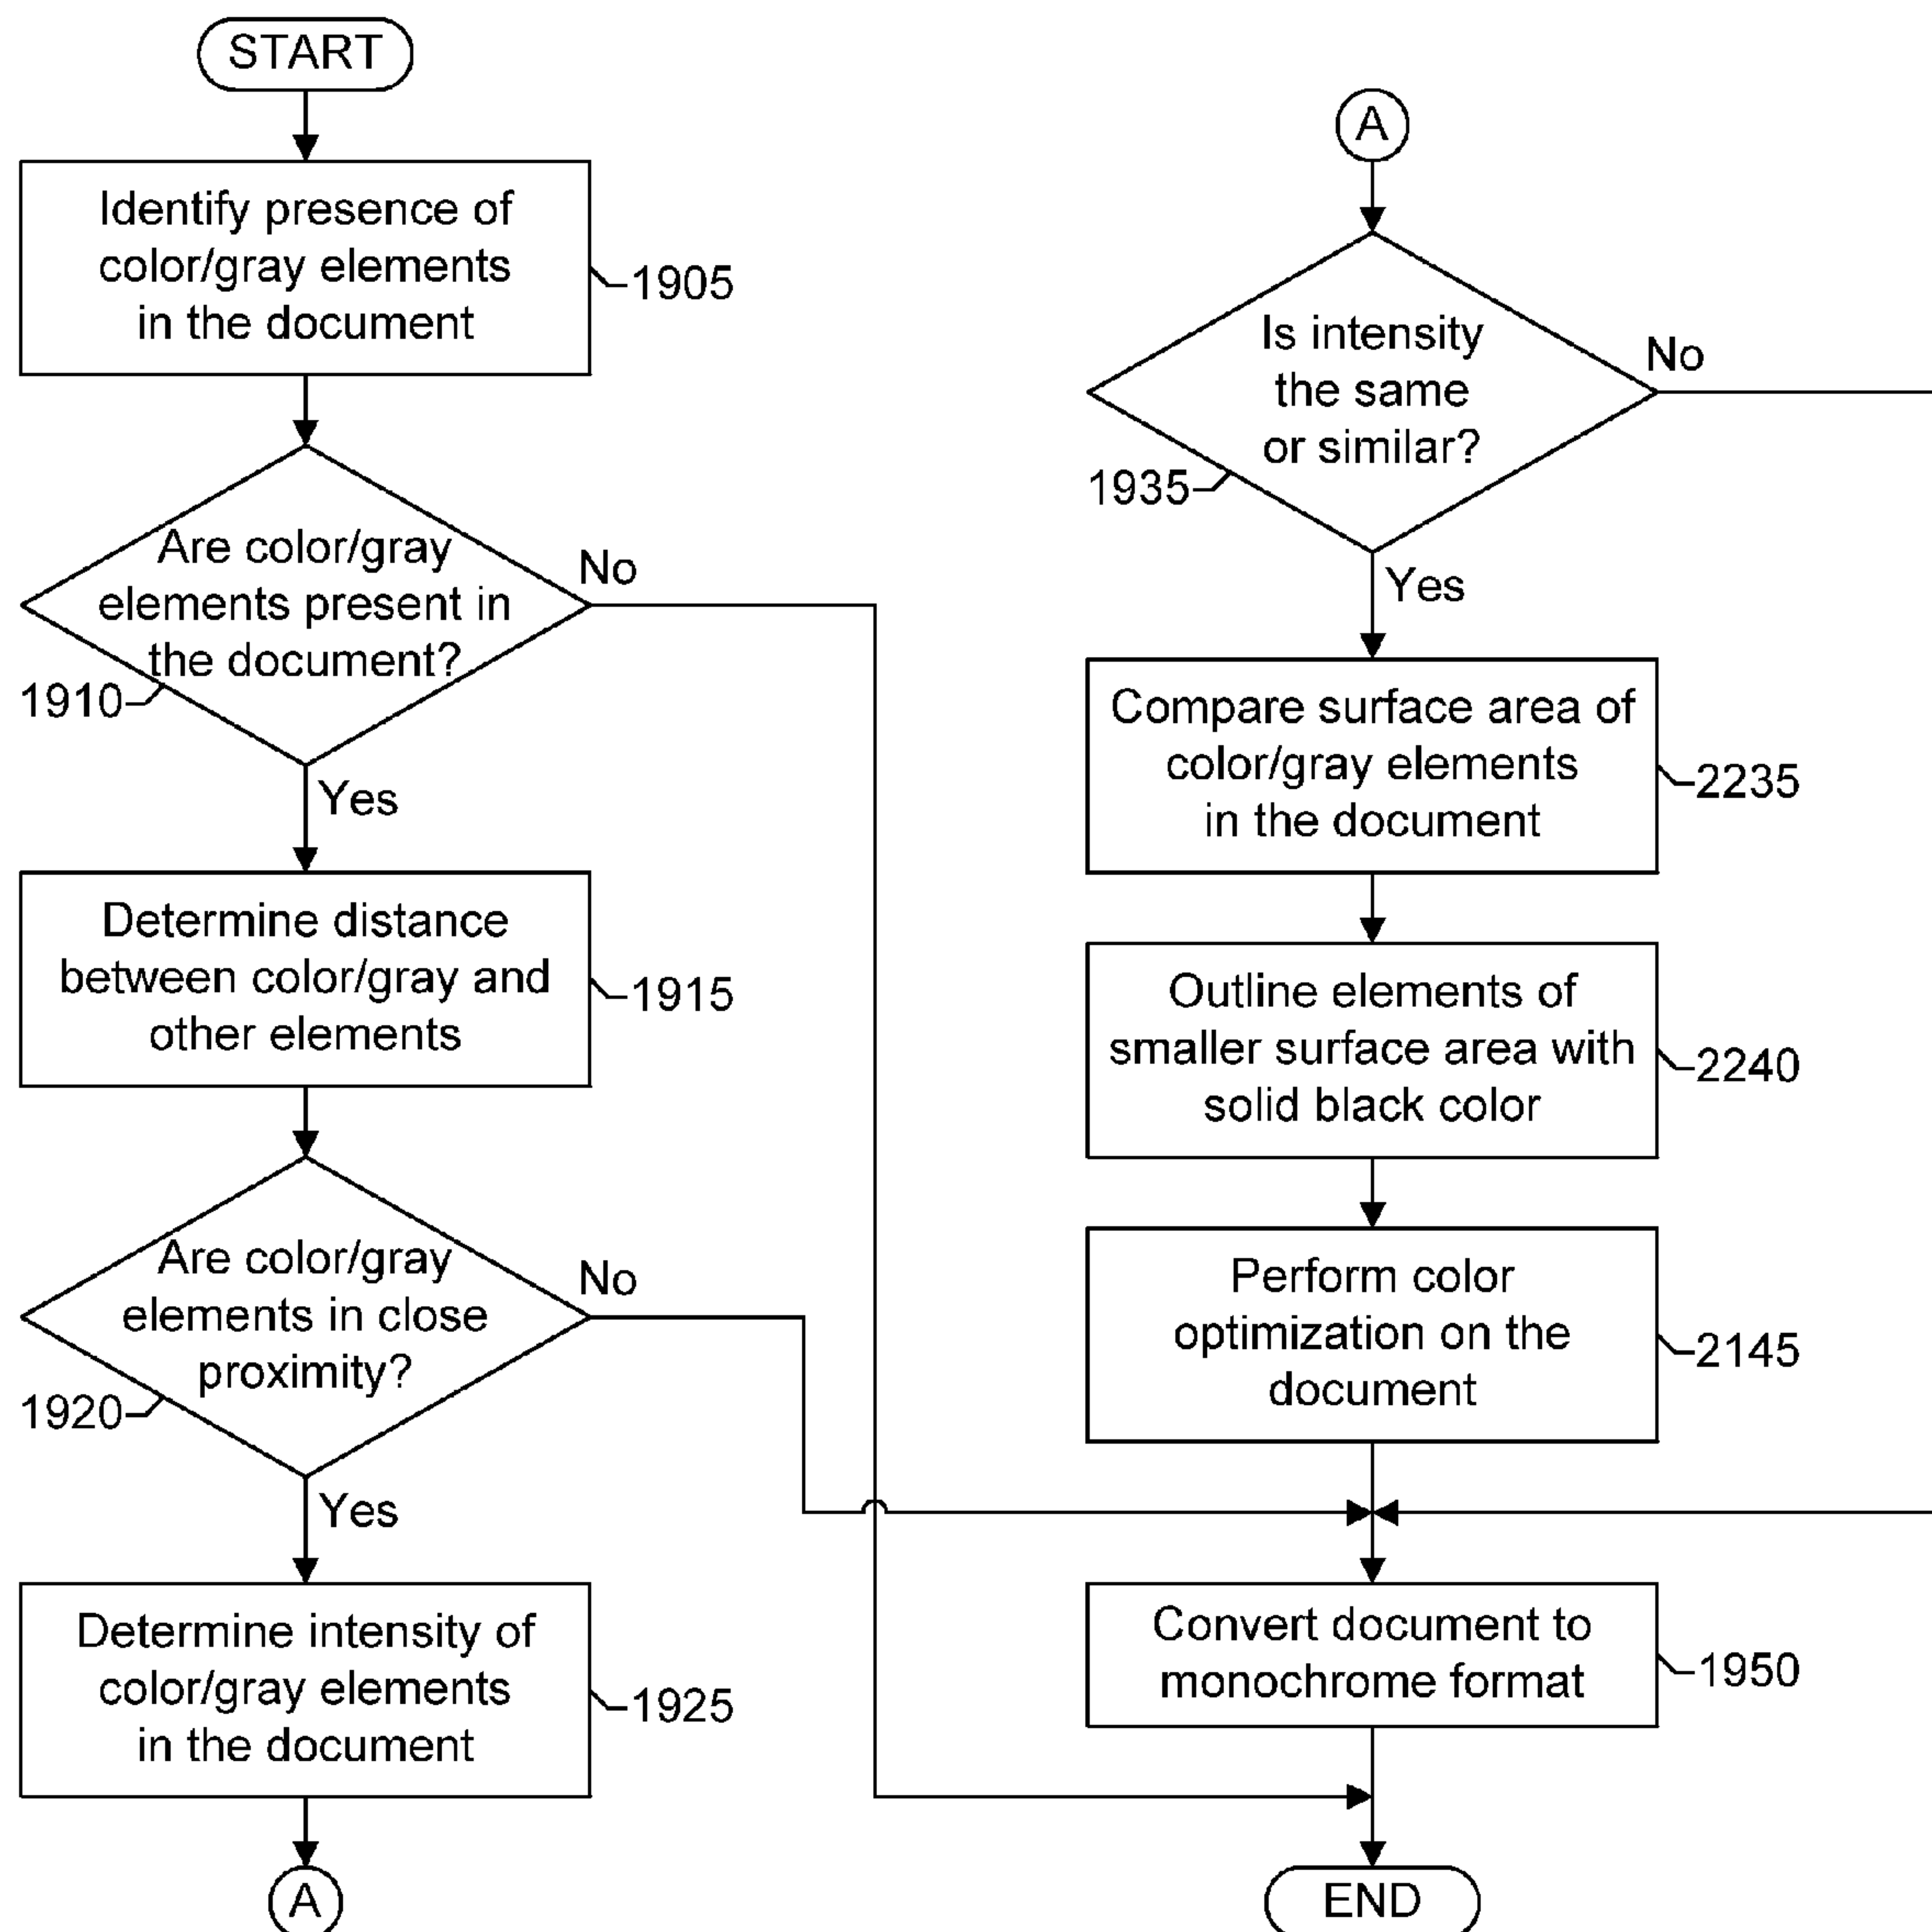 START
Identify presence of
color/gray elements
in the document
1905
Are color/gray
elements present in
the document?
No
1910
Yes
Determine distance
between color/gray and
other elements
1915
Are color/gray
elements in close
proximity?
No
1920
Yes
Determine intensity of
color/gray elements
in the document
1925
A
A
Is intensity
the same
or similar?
No
1935
Yes
Compare surface area of
color/gray elements
in the document
2235
Outline elements of
smaller surface area with
solid black color
2240
Perform color
optimization on the
document
2145
Convert document to
monochrome format
1950
END